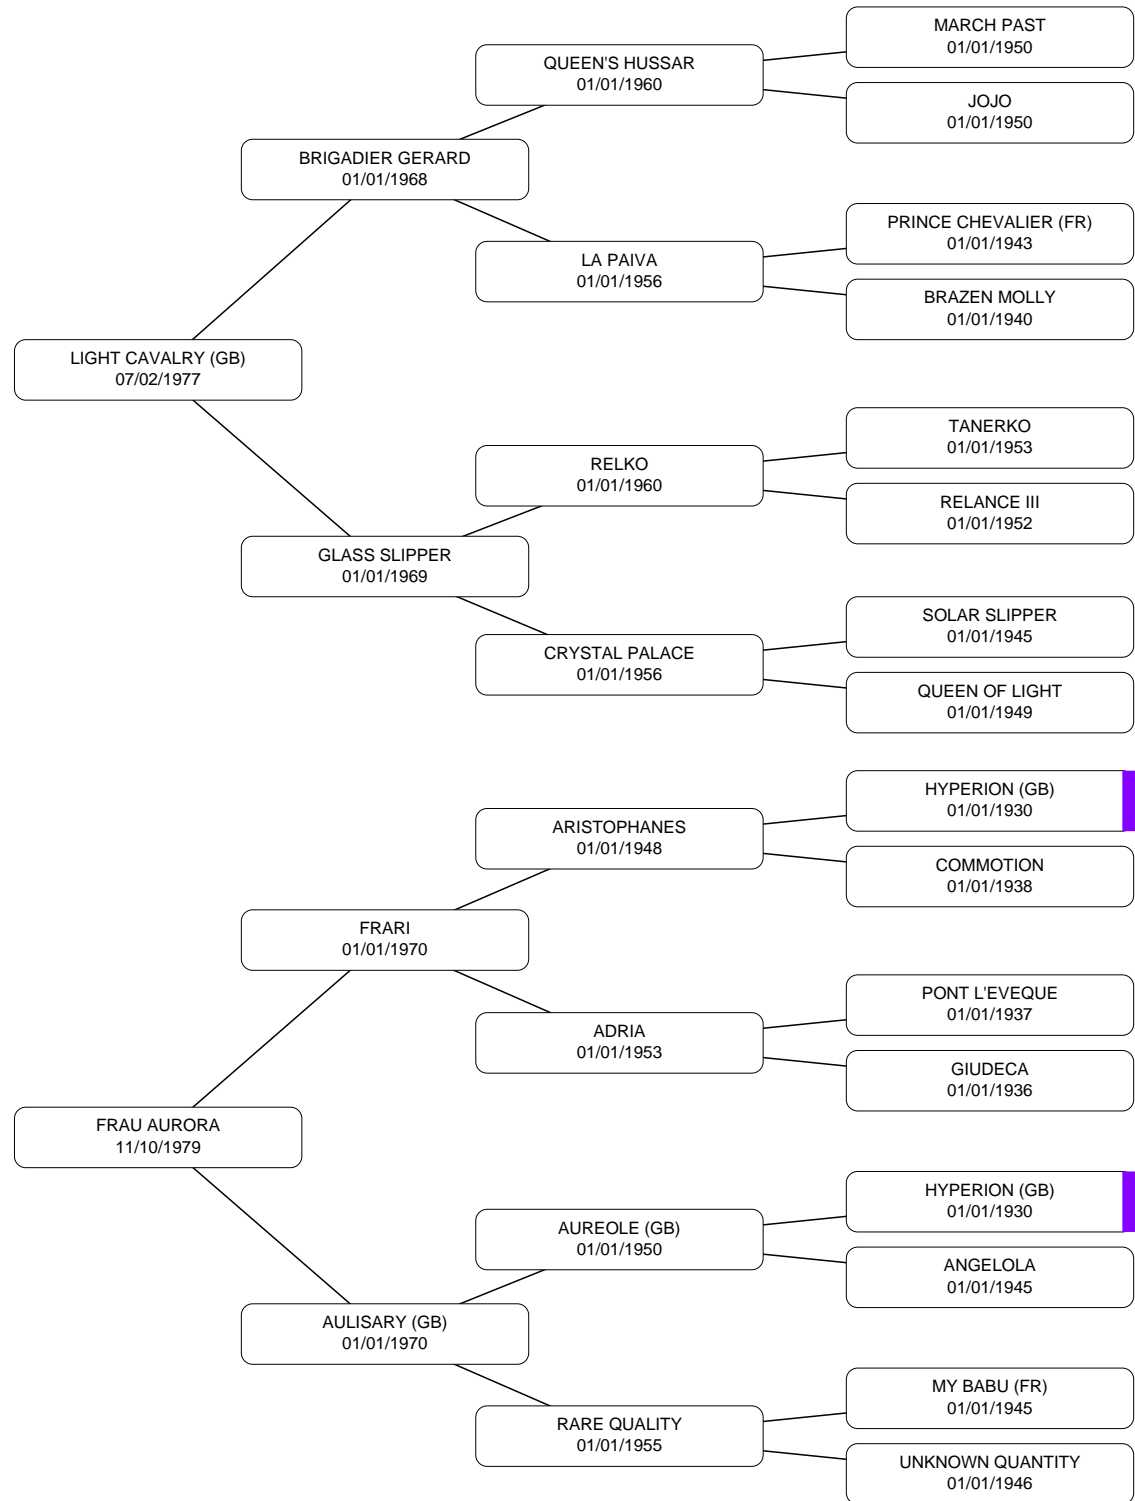 MARCH PAST
01/01/1950
QUEEN'S HUSSAR
01/01/1960
JOJO
01/01/1950
BRIGADIER GERARD
01/01/1968
PRINCE CHEVALIER (FR)
01/01/1943
LA PAIVA
01/01/1956
BRAZEN MOLLY
01/01/1940
LIGHT CAVALRY (GB)
07/02/1977
TANERKO
01/01/1953
RELKO
01/01/1960
RELANCE III
01/01/1952
GLASS SLIPPER
01/01/1969
SOLAR SLIPPER
01/01/1945
CRYSTAL PALACE
01/01/1956
QUEEN OF LIGHT
01/01/1949
HYPERION (GB)
01/01/1930
ARISTOPHANES
01/01/1948
COMMOTION
01/01/1938
FRARI
01/01/1970
PONT L'EVEQUE
01/01/1937
ADRIA
01/01/1953
GIUDECA
01/01/1936
FRAU AURORA
11/10/1979
HYPERION (GB)
01/01/1930
AUREOLE (GB)
01/01/1950
ANGELOLA
01/01/1945
AULISARY (GB)
01/01/1970
MY BABU (FR)
01/01/1945
RARE QUALITY
01/01/1955
UNKNOWN QUANTITY
01/01/1946